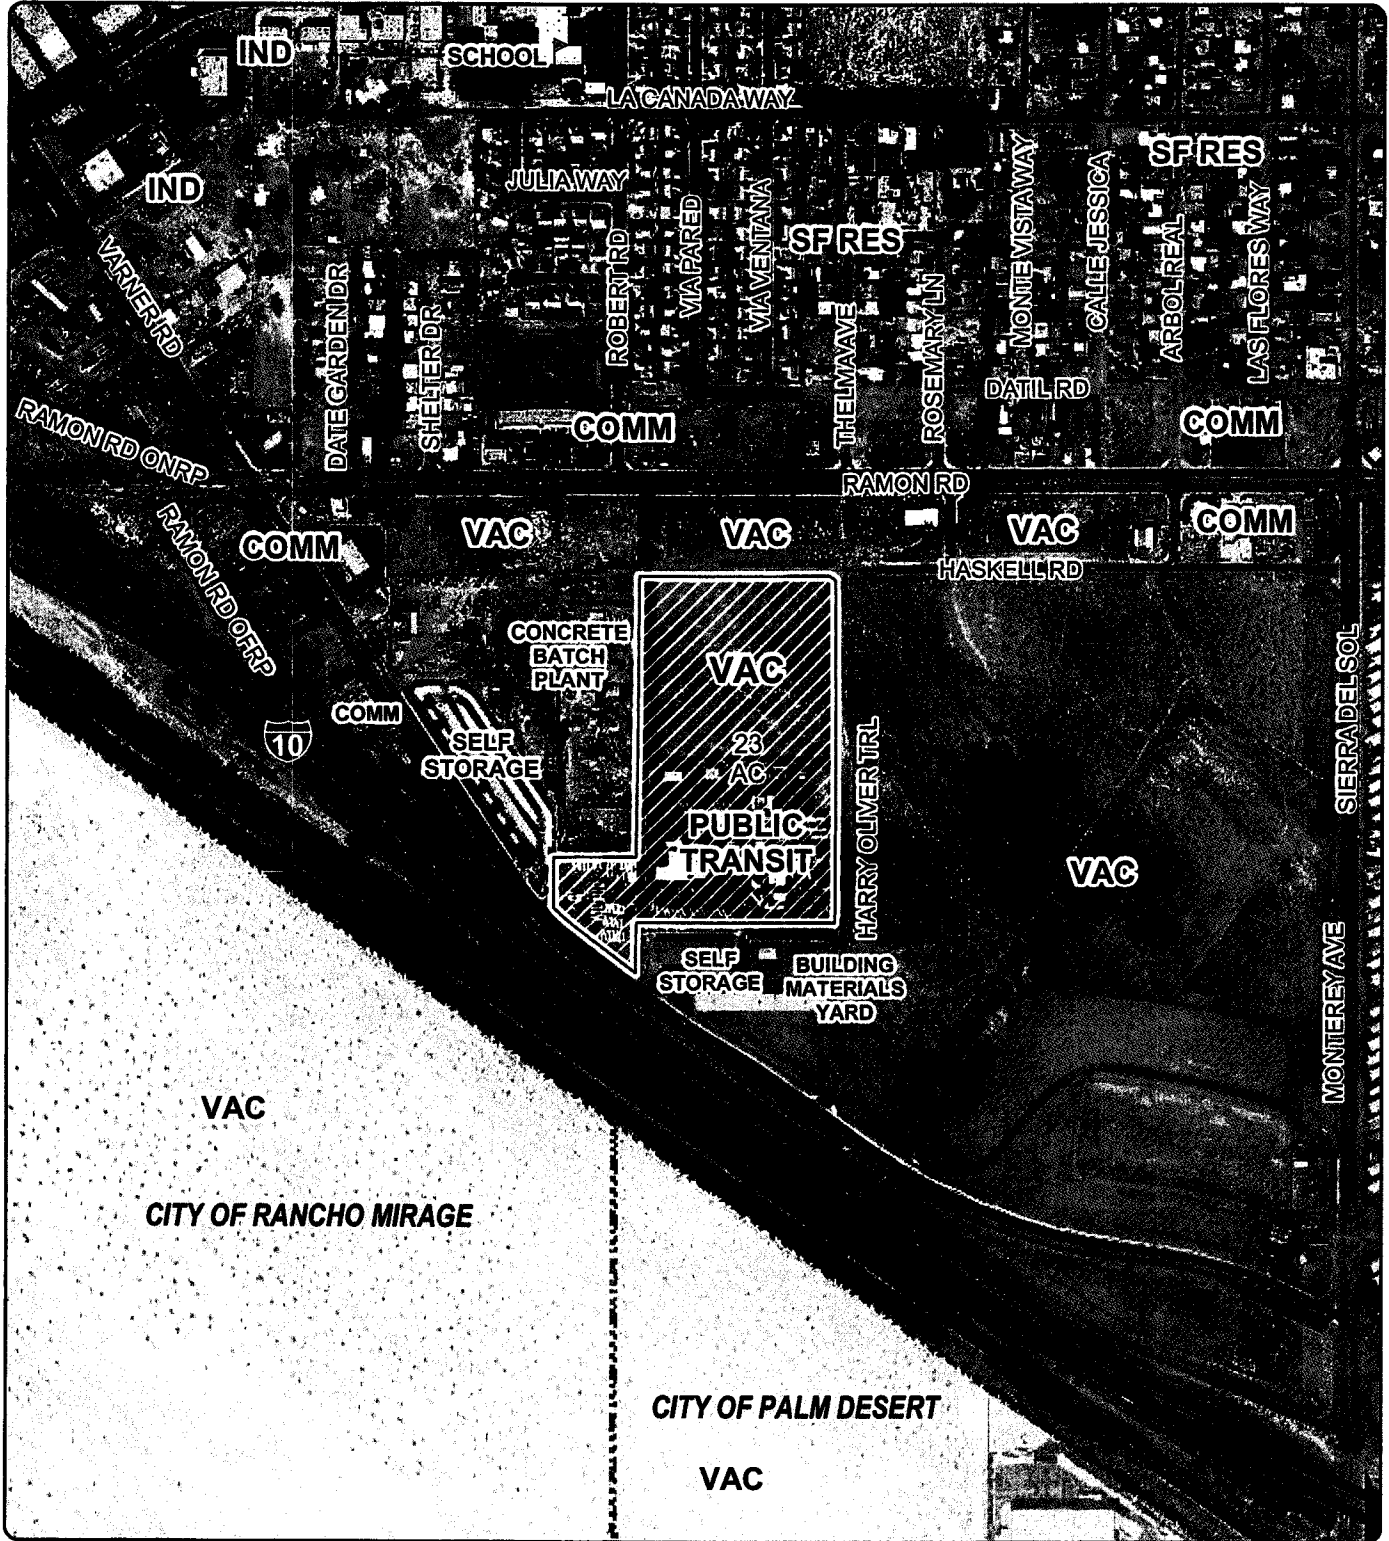 IND
SCHOOL
LA CANADA WAY
SF RES
IND
JULIA WAY
VARNER RD
DATE GARDEN DR
SHELTER DR
ROBERT RD
VIA PARED
VIA VENTANA
SF RES
THELMA AVE
ROSEMARY LN
MONTE VISTA WAY
CALLE JESSICA
ARBOL REAL
LAS FLORES WAY
DATIL RD
RAMON RD ONRP
COMM
COMM
RAMON RD
RAMON RD OFRP
COMM
VAC
VAC
VAC
COMM
HASKELL RD
CONCRETE
BATCH
PLANT
VAC
COMM
10
SELF
STORAGE
23
AC
PUBLIC
TRANSIT
HARRY OLIVER TRL
SIERRA DEL SOL
VAC
SELF
STORAGE
BUILDING
MATERIALS
YARD
MONTEREY AVE
VAC
CITY OF RANCHO MIRAGE
CITY OF PALM DESERT
VAC